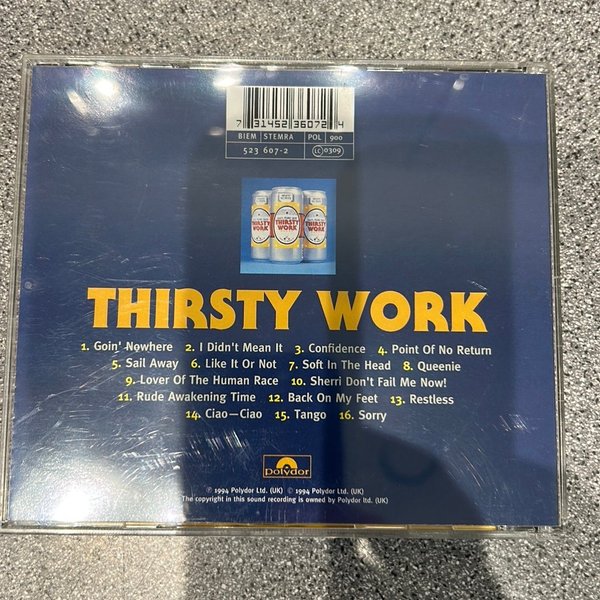 7 31452 36072 4
BIEM STEMRA POL 900
523 607-2 LC 0309
THIRSTY WORK
THIRSTY WORK
1. Goin' Nowhere 2. I Didn't Mean It 3. Confidence 4. Point Of No Return
5. Sail Away 6. Like It Or Not 7. Soft In The Head 8. Queenie
9. Lover Of The Human Race 10. Sherri Don't Fail Me Now!
11. Rude Awakening Time 12. Back On My Feet 13. Restless
14. Ciao—Ciao 15. Tango 16. Sorry
polydor
℗ 1994 Polydor Ltd. (UK) © 1994 Polydor Ltd. (UK)
The copyright in this sound recording is owned by Polydor ltd. (UK)